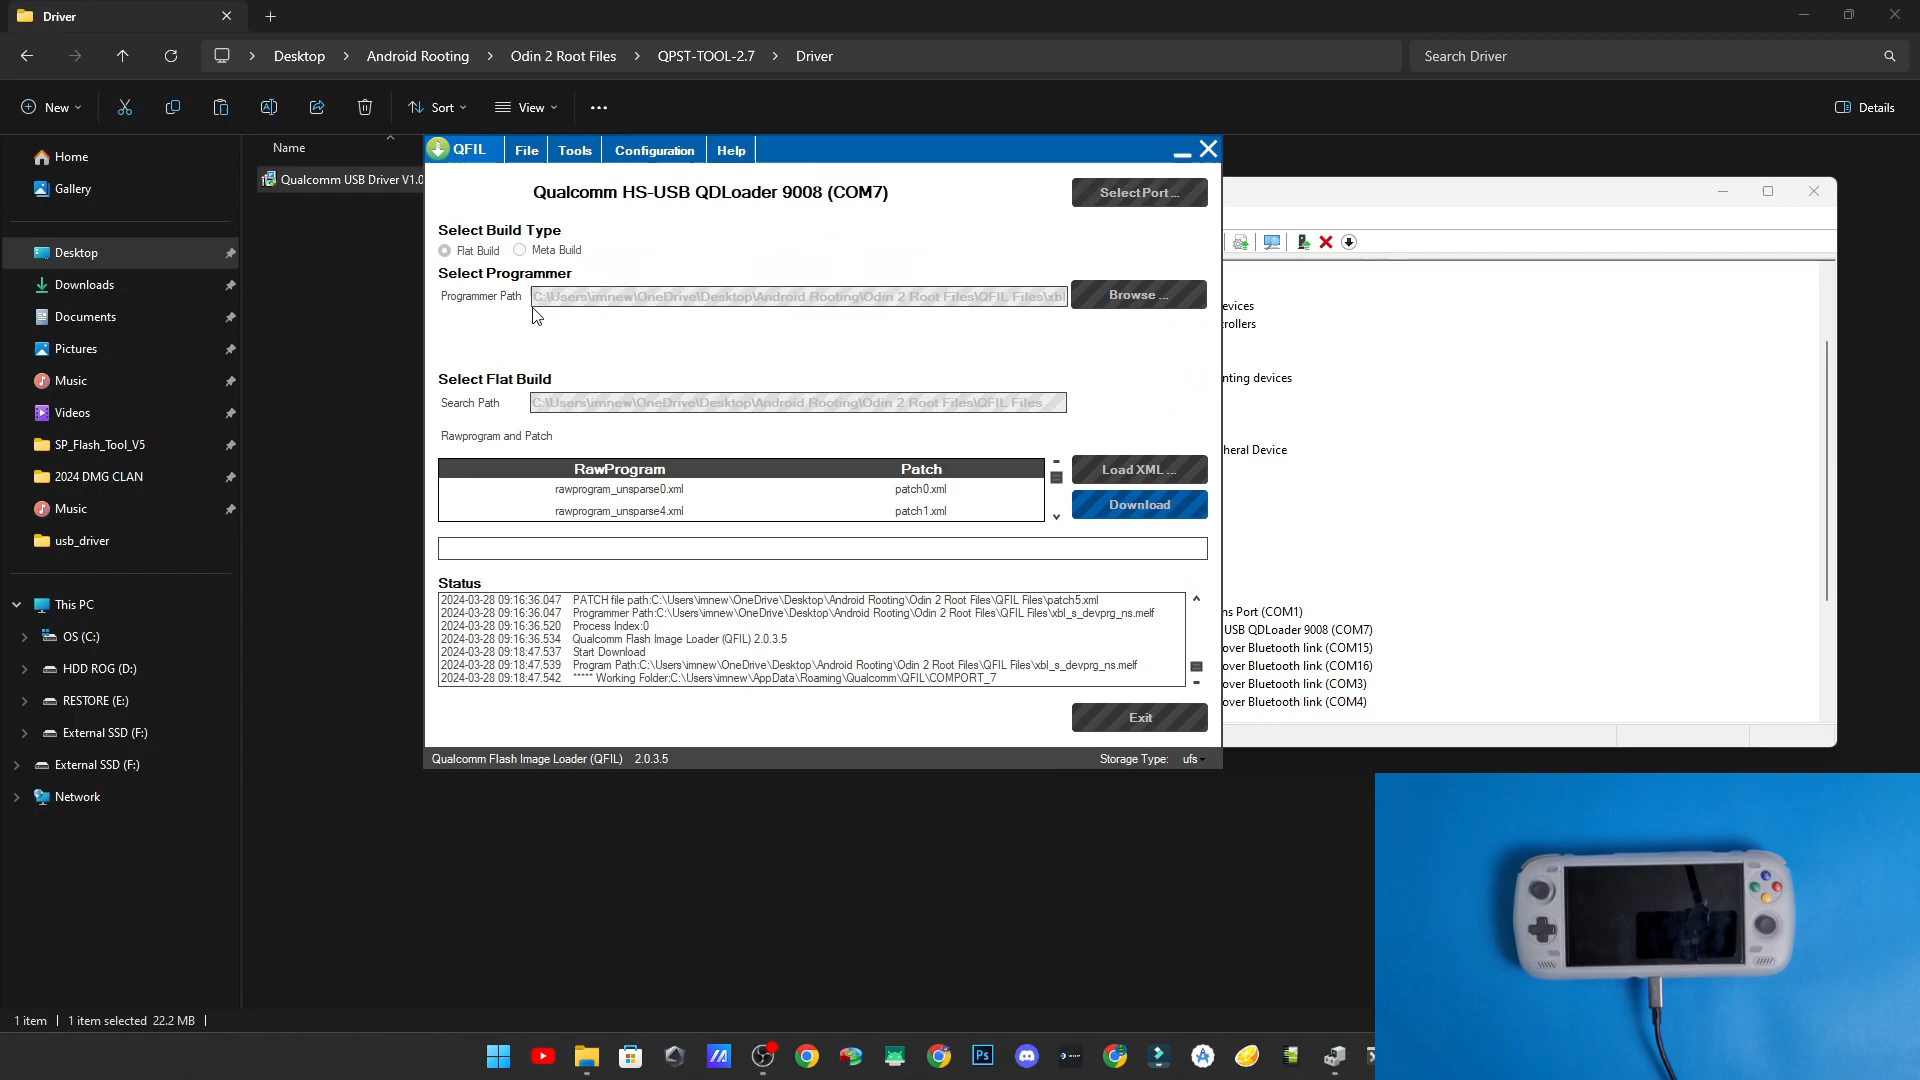 Driver
Desktop
Android Rooting
Odin 2 Root Files
QPST-TOOL-2.7
Driver
Search Driver
New
Sort
View
Details
Home
Gallery
Desktop
Downloads
Documents
Pictures
Music
Videos
SP_Flash_Tool_V5
2024 DMG CLAN
Music
usb_driver
This PC
OS (C:)
HDD ROG (D:)
RESTORE (E:)
External SSD (F:)
External SSD (F:)
Network
Name
Qualcomm USB Driver V1.0
QFIL File Tools Configuration Help
Qualcomm HS-USB QDLoader 9008 (COM7)
Select Port ...
Select Build Type
Flat Build Meta Build
Select Programmer
Programmer Path C:\Users\imnew\OneDrive\Desktop\Android Rooting\Odin 2 Root Files\QFIL Files\xbl Browse ...
Select Flat Build
Search Path C:\Users\imnew\OneDrive\Desktop\Android Rooting\Odin 2 Root Files\QFIL Files
Rawprogram and Patch
RawProgram Patch
rawprogram_unsparse0.xml patch0.xml
rawprogram_unsparse4.xml patch1.xml
Load XML ...
Download
Status
2024-03-28 09:16:36.047 PATCH file path:C:\Users\imnew\OneDrive\Desktop\Android Rooting\Odin 2 Root Files\QFIL Files\patch5.xml
2024-03-28 09:16:36.047 Programmer Path:C:\Users\imnew\OneDrive\Desktop\Android Rooting\Odin 2 Root Files\QFIL Files\xbl_s_devprg_ns.melf
2024-03-28 09:16:36.520 Process Index:0
2024-03-28 09:16:36.534 Qualcomm Flash Image Loader (QFIL) 2.0.3.5
2024-03-28 09:18:47.537 Start Download
2024-03-28 09:18:47.539 Program Path:C:\Users\imnew\OneDrive\Desktop\Android Rooting\Odin 2 Root Files\QFIL Files\xbl_s_devprg_ns.melf
2024-03-28 09:18:47.542 ***** Working Folder:C:\Users\imnew\AppData\Roaming\Qualcomm\QFIL\COMPORT_7
Exit
Qualcomm Flash Image Loader (QFIL) 2.0.3.5
Storage Type: ufs
evices
rollers
nting devices
heral Device
ns Port (COM1)
USB QDLoader 9008 (COM7)
over Bluetooth link (COM15)
over Bluetooth link (COM16)
over Bluetooth link (COM3)
over Bluetooth link (COM4)
1 item 1 item selected 22.2 MB
Ps